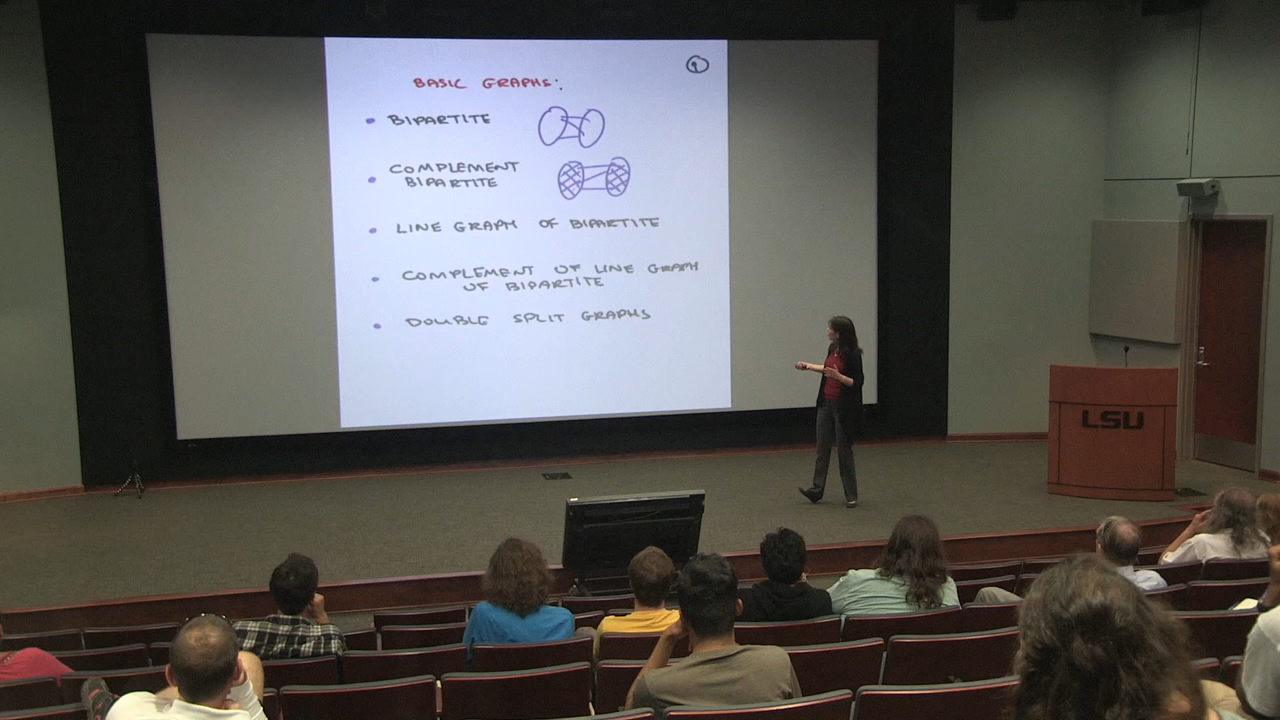 9
BASIC GRAPHS:
• BIPARTITE
• COMPLEMENT
BIPARTITE
• LINE GRAPH OF BIPARTITE
• COMPLEMENT OF LINE GRAPH
OF BIPARTITE
• DOUBLE SPLIT GRAPHS
LSU